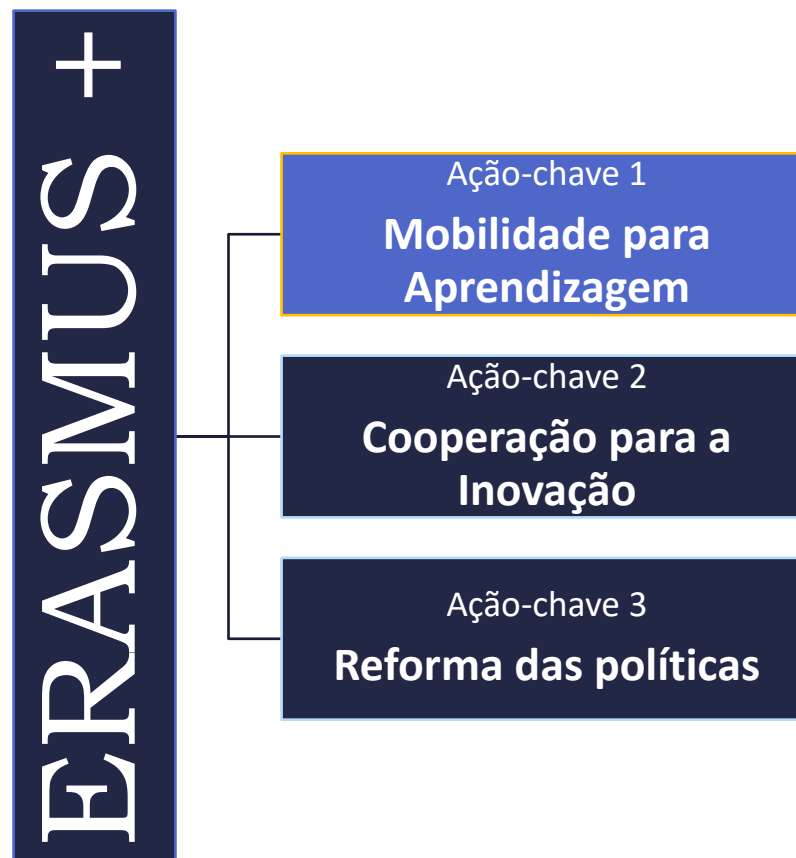 ERASMUS +
Ação-chave 1
Mobilidade para
Aprendizagem
Ação-chave 2
Cooperação para a
Inovação
Ação-chave 3
Reforma das políticas